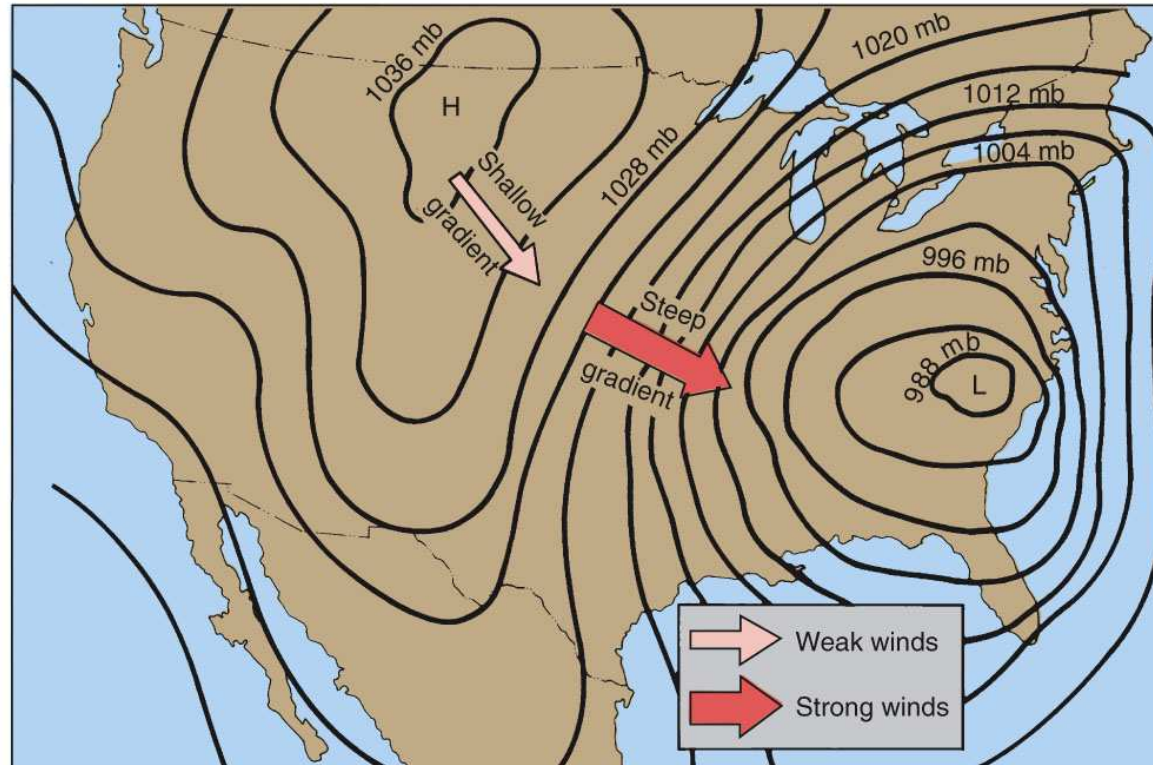 1036 mb
H
Shallow
gradient
1028 mb
1020 mb
1012 mb
1004 mb
996 mb
988 mb
L
Steep
gradient
Weak winds
Strong winds